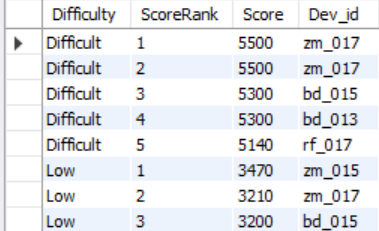 Difficulty ScoreRank Score Dev_id
Difficult 1 5500 zm_017
Difficult 2 5500 zm_017
Difficult 3 5300 bd_015
Difficult 4 5300 bd_013
Difficult 5 5140 rf_017
Low 1 3470 zm_015
Low 2 3210 zm_017
Low 3 3200 bd_015